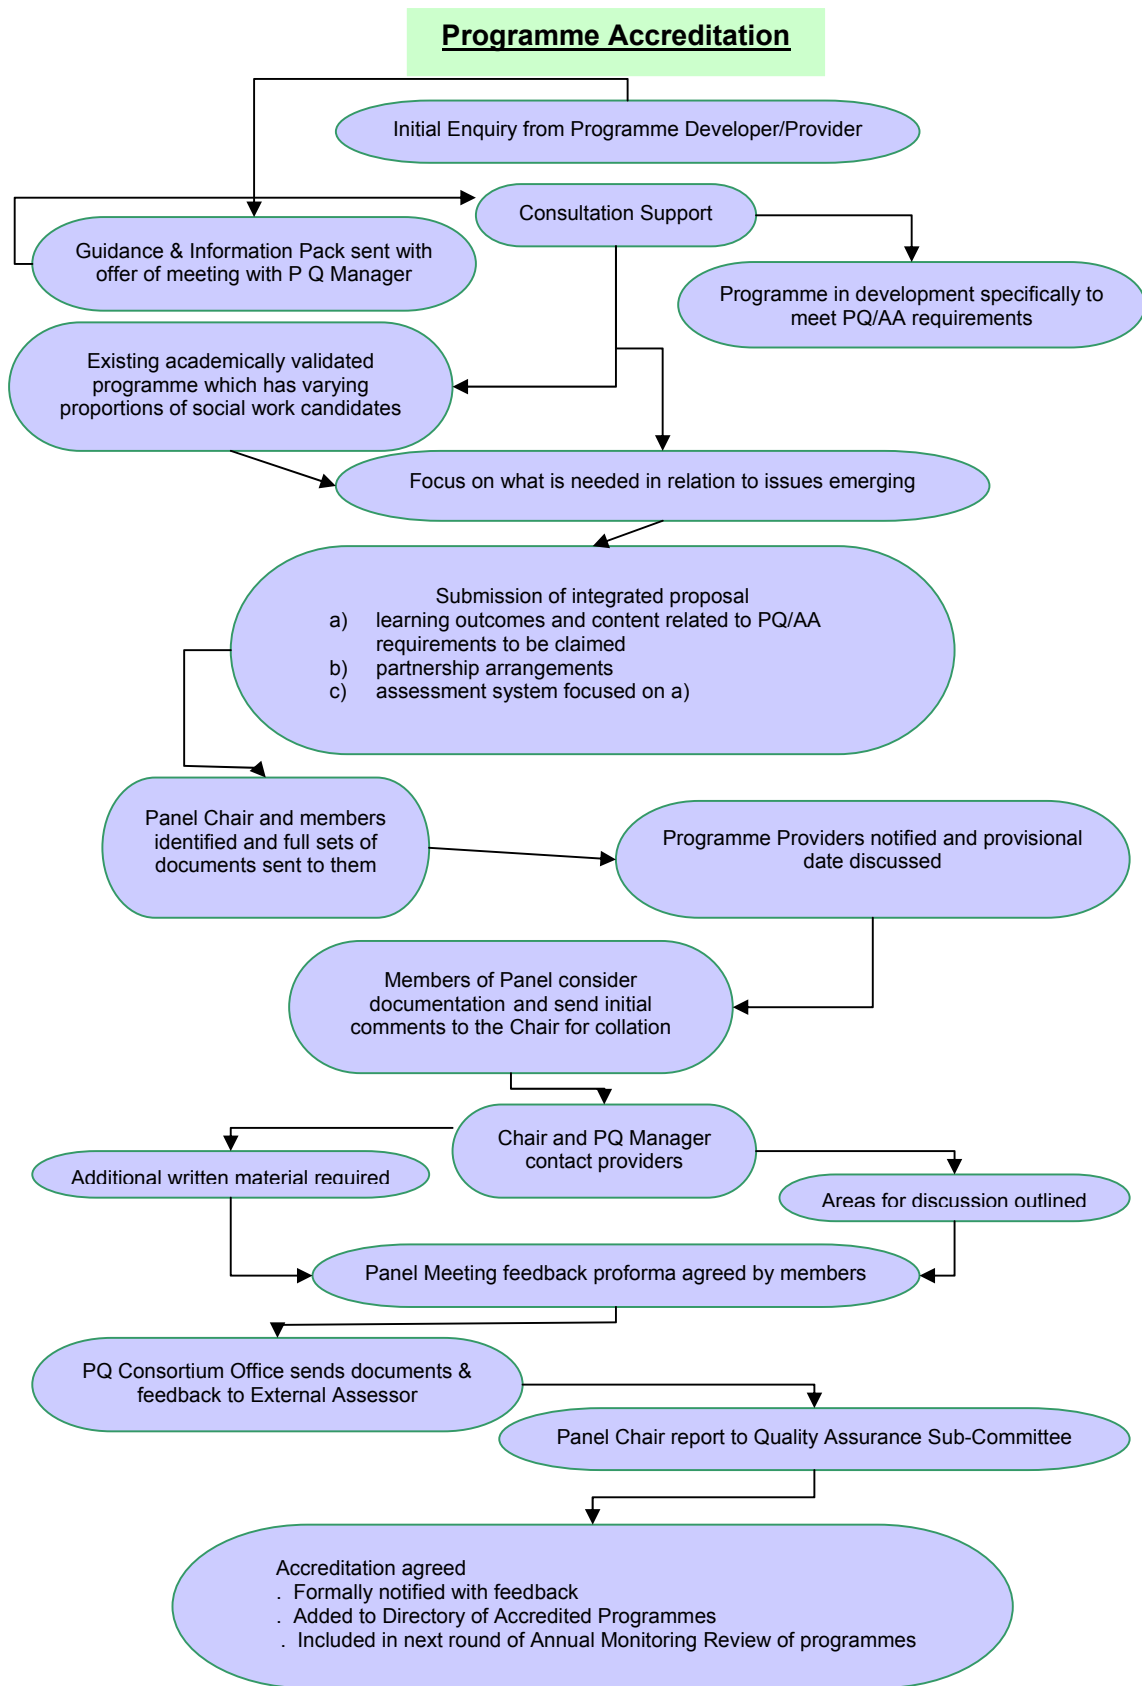 Programme Accreditation
Initial Enquiry from Programme Developer/Provider
Consultation Support
Guidance & Information Pack sent with
offer of meeting with P Q Manager
Programme in development specifically to
meet PQ/AA requirements
Existing academically validated
programme which has varying
proportions of social work candidates
Focus on what is needed in relation to issues emerging
Submission of integrated proposal
a) learning outcomes and content related to PQ/AA
requirements to be claimed
b) partnership arrangements
c) assessment system focused on a)
Panel Chair and members
identified and full sets of
documents sent to them
Programme Providers notified and provisional
date discussed
Members of Panel consider
documentation and send initial
comments to the Chair for collation
Chair and PQ Manager
contact providers
Additional written material required
Areas for discussion outlined
Panel Meeting feedback proforma agreed by members
PQ Consortium Office sends documents &
feedback to External Assessor
Panel Chair report to Quality Assurance Sub-Committee
Accreditation agreed
. Formally notified with feedback
. Added to Directory of Accredited Programmes
. Included in next round of Annual Monitoring Review of programmes